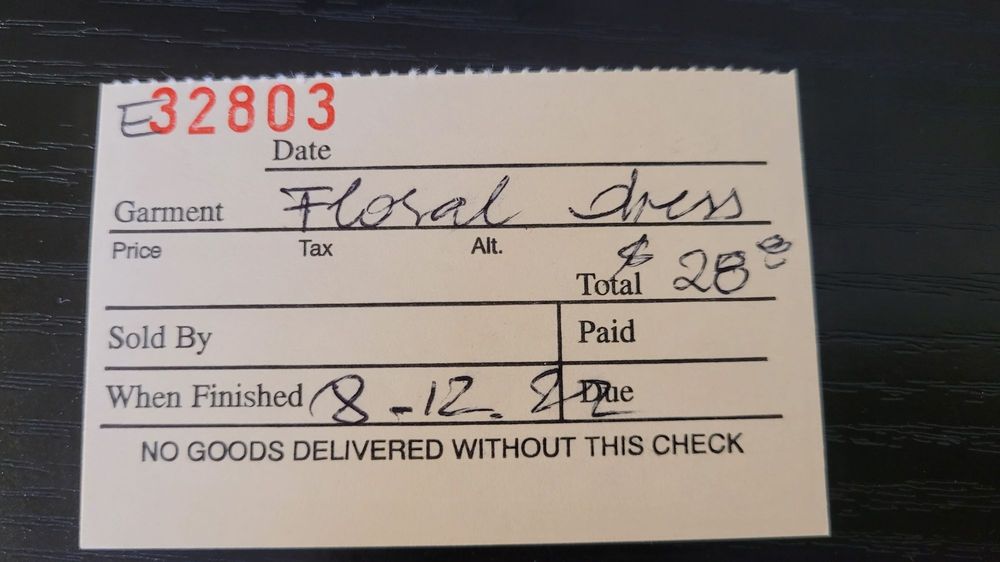 E32803
Date
Garment Floral dress
Price Tax Alt.
Total $ 28 00
Sold By Paid
When Finished 8-12.22 Due
NO GOODS DELIVERED WITHOUT THIS CHECK